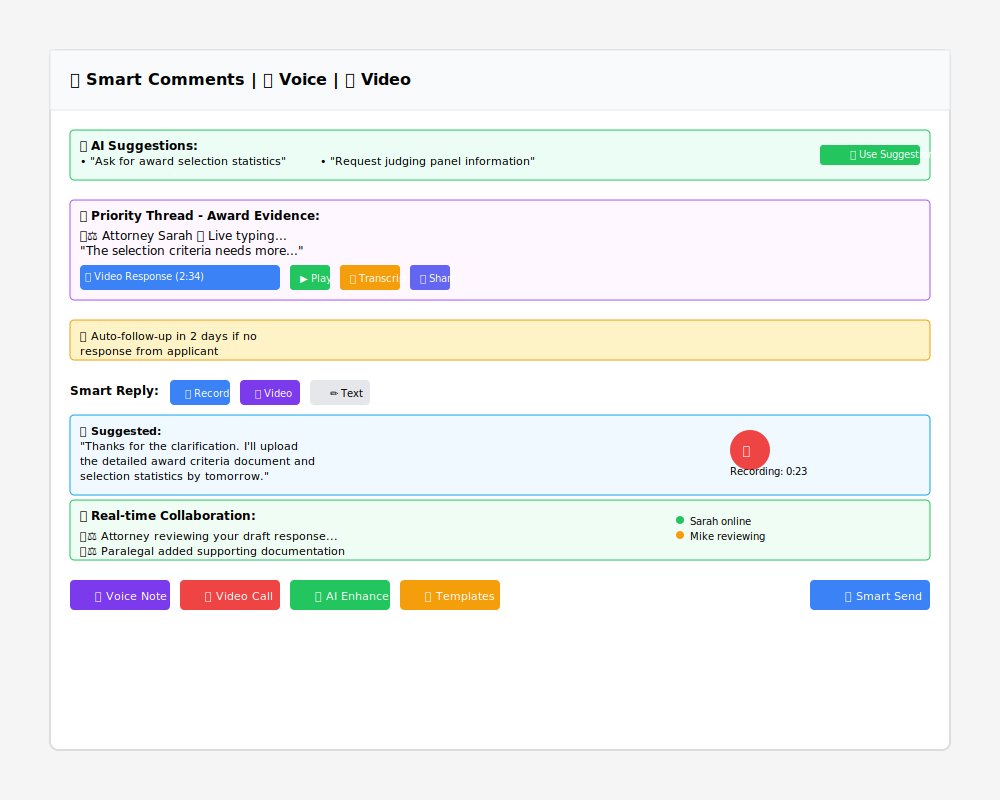 Smart Comments | Voice | Video
AI Suggestions:
• "Ask for award selection statistics" • "Request judging panel information"
Use Suggest
Priority Thread - Award Evidence:
⚖ Attorney Sarah Live typing...
"The selection criteria needs more..."
Video Response (2:34) ▶ Play Transcri Shar
Auto-follow-up in 2 days if no
response from applicant
Smart Reply: Record Video ✏ Text
Suggested:
"Thanks for the clarification. I'll upload
the detailed award criteria document and
selection statistics by tomorrow."
Recording: 0:23
Real-time Collaboration:
⚖ Attorney reviewing your draft response...
⚖ Paralegal added supporting documentation
Sarah online
Mike reviewing
Voice Note Video Call AI Enhance Templates Smart Send